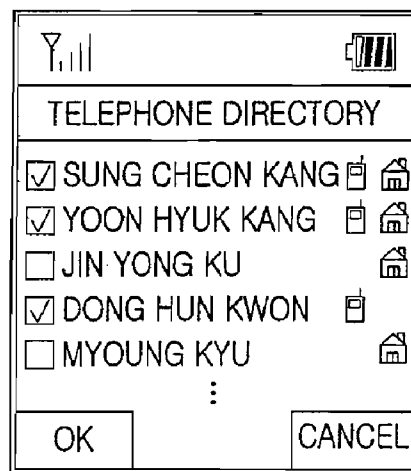 TELEPHONE DIRECTORY
SUNG CHEON KANG
YOON HYUK KANG
JIN YONG KU
DONG HUN KWON
MYOUNG KYU
⋮
OK CANCEL